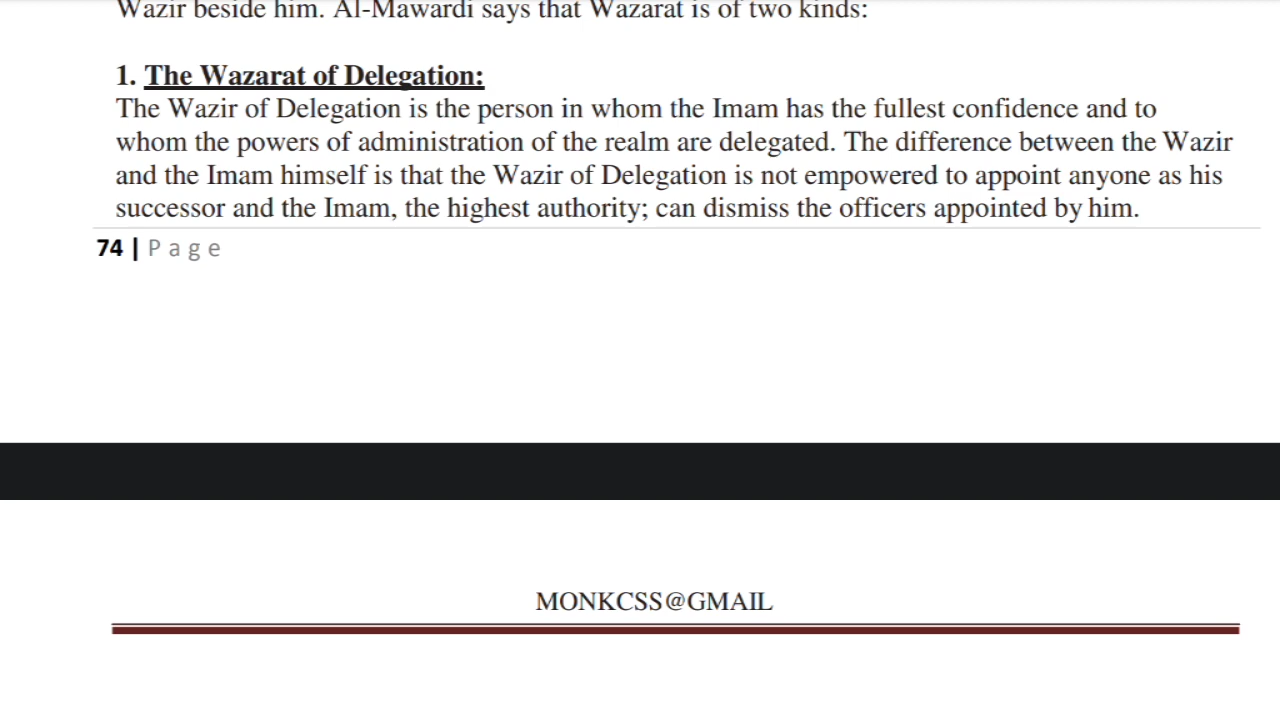 Wazir beside him. Al-Mawardi says that Wazarat is of two kinds:
1. The Wazarat of Delegation:
The Wazir of Delegation is the person in whom the Imam has the fullest confidence and to
whom the powers of administration of the realm are delegated. The difference between the Wazir
and the Imam himself is that the Wazir of Delegation is not empowered to appoint anyone as his
successor and the Imam, the highest authority; can dismiss the officers appointed by him.
74 | P a g e
MONKCSS@GMAIL